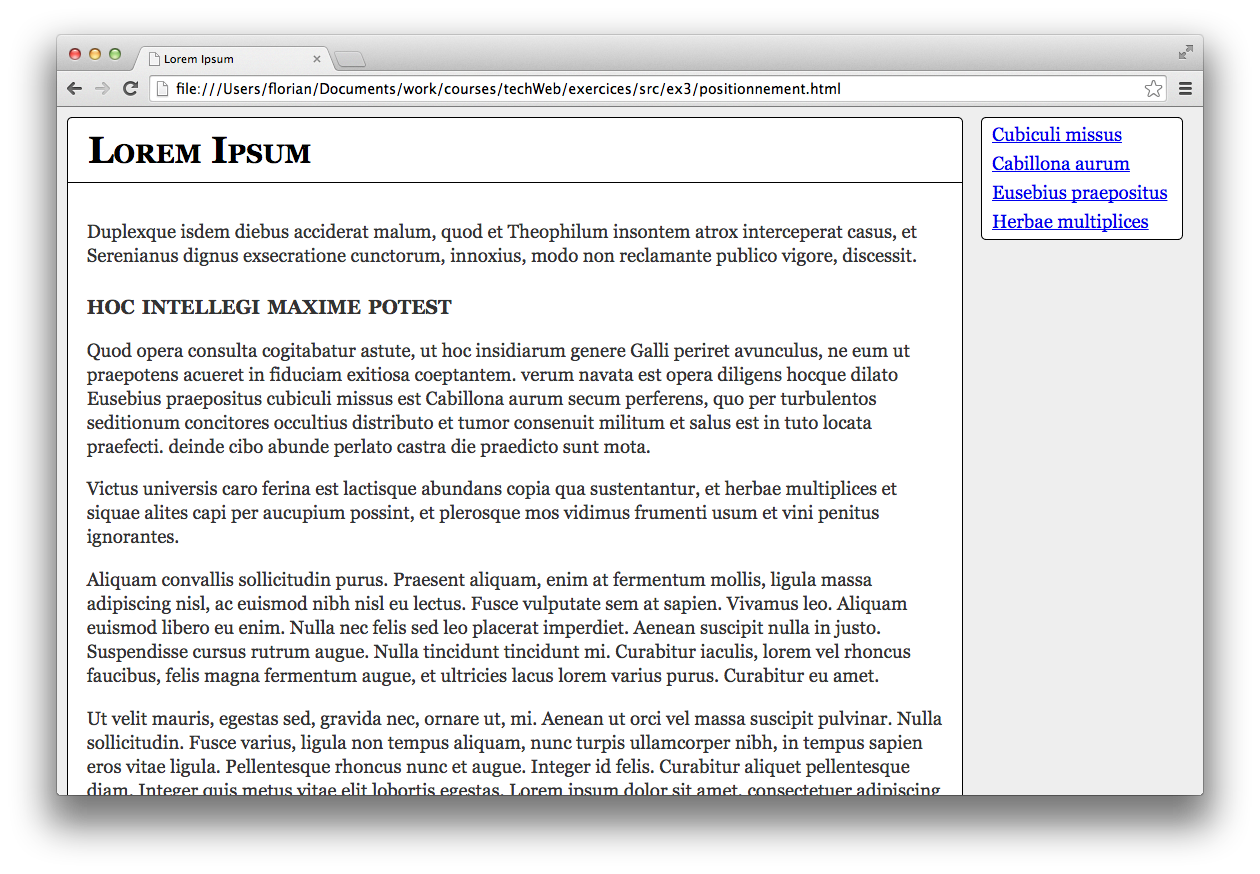 Lorem Ipsum
file:///Users/florian/Documents/work/courses/techWeb/exercices/src/ex3/positionnement.html
Lorem Ipsum
Duplexque isdem diebus acciderat malum, quod et Theophilum insontem atrox interceperat casus, et
Serenianus dignus exsecratione cunctorum, innoxius, modo non reclamante publico vigore, discessit.
hoc intellegi maxime potest
Quod opera consulta cogitabatur astute, ut hoc insidiarum genere Galli periret avunculus, ne eum ut
praepotens acueret in fiduciam exitiosa coeptantem. verum navata est opera diligens hocque dilato
Eusebius praepositus cubiculi missus est Cabillona aurum secum perferens, quo per turbulentos
seditionum concitores occultius distributo et tumor consenuit militum et salus est in tuto locata
praefecti. deinde cibo abunde perlato castra die praedicto sunt mota.
Victus universis caro ferina est lactisque abundans copia qua sustentantur, et herbae multiplices et
siquae alites capi per aucupium possint, et plerosque mos vidimus frumenti usum et vini penitus
ignorantes.
Aliquam convallis sollicitudin purus. Praesent aliquam, enim at fermentum mollis, ligula massa
adipiscing nisl, ac euismod nibh nisl eu lectus. Fusce vulputate sem at sapien. Vivamus leo. Aliquam
euismod libero eu enim. Nulla nec felis sed leo placerat imperdiet. Aenean suscipit nulla in justo.
Suspendisse cursus rutrum augue. Nulla tincidunt tincidunt mi. Curabitur iaculis, lorem vel rhoncus
faucibus, felis magna fermentum augue, et ultricies lacus lorem varius purus. Curabitur eu amet.
Ut velit mauris, egestas sed, gravida nec, ornare ut, mi. Aenean ut orci vel massa suscipit pulvinar. Nulla
sollicitudin. Fusce varius, ligula non tempus aliquam, nunc turpis ullamcorper nibh, in tempus sapien
eros vitae ligula. Pellentesque rhoncus nunc et augue. Integer id felis. Curabitur aliquet pellentesque
diam. Integer quis metus vitae elit lobortis egestas. Lorem ipsum dolor sit amet, consectetuer adipiscing
Cubiculi missus
Cabillona aurum
Eusebius praepositus
Herbae multiplices